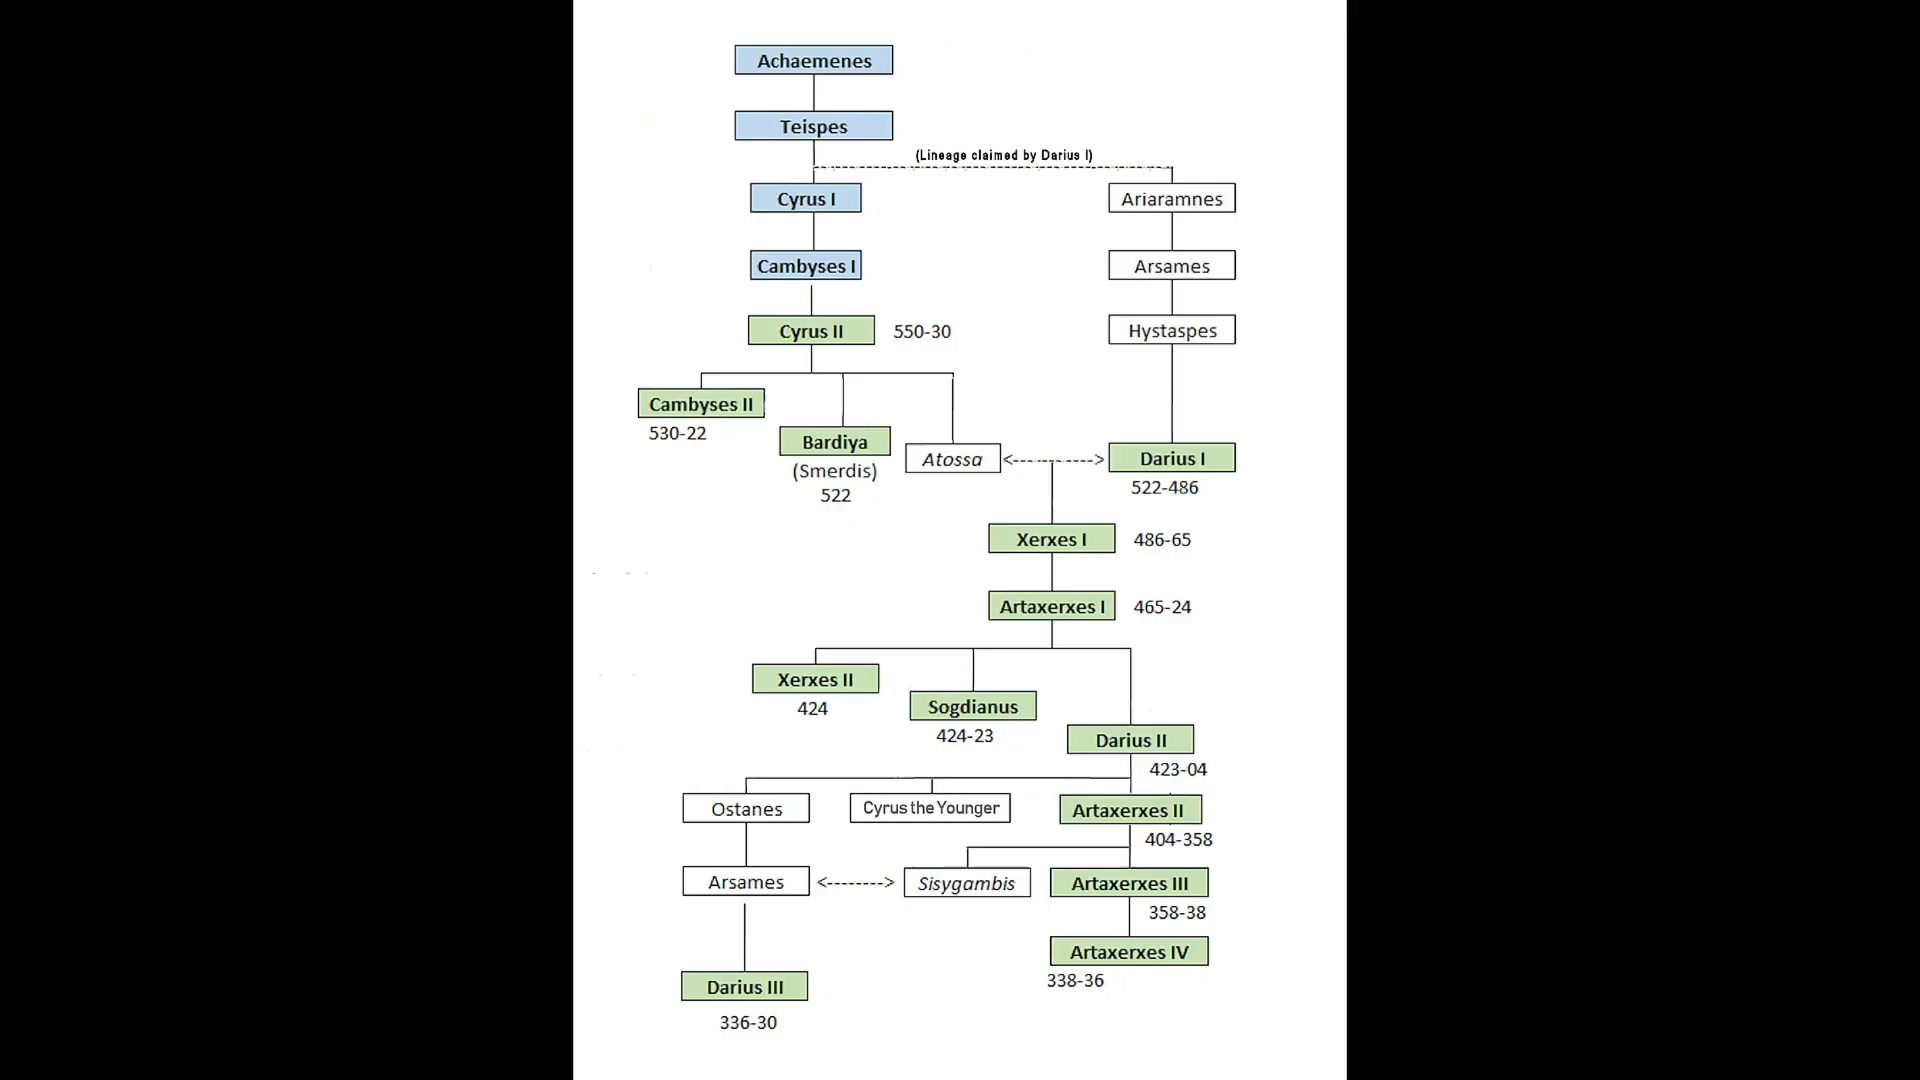 Achaemenes
Teispes
(Lineage claimed by Darius I)
Cyrus I
Ariaramnes
Cambyses I
Arsames
Cyrus II
550-30
Hystaspes
Cambyses II
530-22
Bardiya
(Smerdis)
522
Atossa
<-------->
Darius I
522-486
Xerxes I
486-65
Artaxerxes I
465-24
Xerxes II
424
Sogdianus
424-23
Darius II
423-04
Ostanes
Cyrus the Younger
Artaxerxes II
404-358
Arsames
<-------->
Sisygambis
Artaxerxes III
358-38
Artaxerxes IV
338-36
Darius III
336-30